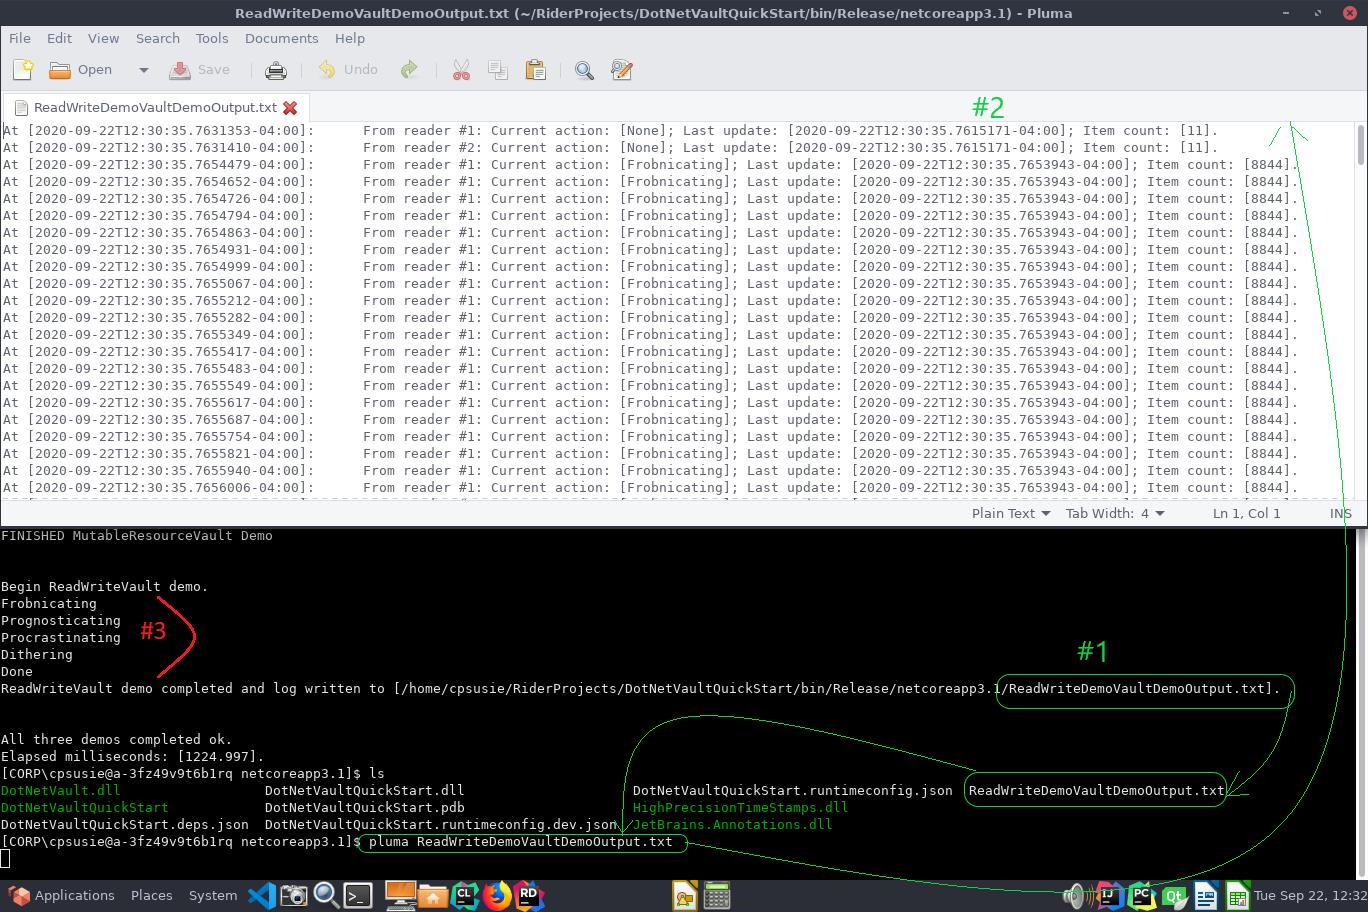 ReadWriteDemoVaultDemoOutput.txt (~/RiderProjects/DotNetVaultQuickStart/bin/Release/netcoreapp3.1) - Pluma
File Edit View Search Tools Documents Help
Open Save Undo
ReadWriteDemoVaultDemoOutput.txt
#2
At [2020-09-22T12:30:35.7631353-04:00]: From reader #1: Current action: [None]; Last update: [2020-09-22T12:30:35.7615171-04:00]; Item count: [11].
At [2020-09-22T12:30:35.7631410-04:00]: From reader #2: Current action: [None]; Last update: [2020-09-22T12:30:35.7615171-04:00]; Item count: [11].
At [2020-09-22T12:30:35.7654479-04:00]: From reader #1: Current action: [Frobnicating]; Last update: [2020-09-22T12:30:35.7653943-04:00]; Item count: [8844].
At [2020-09-22T12:30:35.7654652-04:00]: From reader #1: Current action: [Frobnicating]; Last update: [2020-09-22T12:30:35.7653943-04:00]; Item count: [8844].
At [2020-09-22T12:30:35.7654726-04:00]: From reader #1: Current action: [Frobnicating]; Last update: [2020-09-22T12:30:35.7653943-04:00]; Item count: [8844].
At [2020-09-22T12:30:35.7654794-04:00]: From reader #1: Current action: [Frobnicating]; Last update: [2020-09-22T12:30:35.7653943-04:00]; Item count: [8844].
At [2020-09-22T12:30:35.7654863-04:00]: From reader #1: Current action: [Frobnicating]; Last update: [2020-09-22T12:30:35.7653943-04:00]; Item count: [8844].
At [2020-09-22T12:30:35.7654931-04:00]: From reader #1: Current action: [Frobnicating]; Last update: [2020-09-22T12:30:35.7653943-04:00]; Item count: [8844].
At [2020-09-22T12:30:35.7654999-04:00]: From reader #1: Current action: [Frobnicating]; Last update: [2020-09-22T12:30:35.7653943-04:00]; Item count: [8844].
At [2020-09-22T12:30:35.7655067-04:00]: From reader #1: Current action: [Frobnicating]; Last update: [2020-09-22T12:30:35.7653943-04:00]; Item count: [8844].
At [2020-09-22T12:30:35.7655212-04:00]: From reader #1: Current action: [Frobnicating]; Last update: [2020-09-22T12:30:35.7653943-04:00]; Item count: [8844].
At [2020-09-22T12:30:35.7655282-04:00]: From reader #1: Current action: [Frobnicating]; Last update: [2020-09-22T12:30:35.7653943-04:00]; Item count: [8844].
At [2020-09-22T12:30:35.7655349-04:00]: From reader #1: Current action: [Frobnicating]; Last update: [2020-09-22T12:30:35.7653943-04:00]; Item count: [8844].
At [2020-09-22T12:30:35.7655417-04:00]: From reader #1: Current action: [Frobnicating]; Last update: [2020-09-22T12:30:35.7653943-04:00]; Item count: [8844].
At [2020-09-22T12:30:35.7655483-04:00]: From reader #1: Current action: [Frobnicating]; Last update: [2020-09-22T12:30:35.7653943-04:00]; Item count: [8844].
At [2020-09-22T12:30:35.7655549-04:00]: From reader #1: Current action: [Frobnicating]; Last update: [2020-09-22T12:30:35.7653943-04:00]; Item count: [8844].
At [2020-09-22T12:30:35.7655617-04:00]: From reader #1: Current action: [Frobnicating]; Last update: [2020-09-22T12:30:35.7653943-04:00]; Item count: [8844].
At [2020-09-22T12:30:35.7655687-04:00]: From reader #1: Current action: [Frobnicating]; Last update: [2020-09-22T12:30:35.7653943-04:00]; Item count: [8844].
At [2020-09-22T12:30:35.7655754-04:00]: From reader #1: Current action: [Frobnicating]; Last update: [2020-09-22T12:30:35.7653943-04:00]; Item count: [8844].
At [2020-09-22T12:30:35.7655821-04:00]: From reader #1: Current action: [Frobnicating]; Last update: [2020-09-22T12:30:35.7653943-04:00]; Item count: [8844].
At [2020-09-22T12:30:35.7655940-04:00]: From reader #1: Current action: [Frobnicating]; Last update: [2020-09-22T12:30:35.7653943-04:00]; Item count: [8844].
At [2020-09-22T12:30:35.7656006-04:00]: From reader #1: Current action: [Frobnicating]; Last update: [2020-09-22T12:30:35.7653943-04:00]; Item count: [8844].
Plain Text Tab Width: 4 Ln 1, Col 1 INS
FINISHED MutableResourceVault Demo
Begin ReadWriteVault demo.
Frobnicating
Prognosticating
Procrastinating #3
Dithering
#1
Done
ReadWriteVault demo completed and log written to [/home/cpsusie/RiderProjects/DotNetVaultQuickStart/bin/Release/netcoreapp3.1/ReadWriteDemoVaultDemoOutput.txt].
All three demos completed ok.
Elapsed milliseconds: [1224.997].
[CORP\cpsusie@a-3fz49v9t6b1rq netcoreapp3.1]$ ls
DotNetVault.dll DotNetVaultQuickStart.dll DotNetVaultQuickStart.runtimeconfig.json ReadWriteDemoVaultDemoOutput.txt
DotNetVaultQuickStart DotNetVaultQuickStart.pdb HighPrecisionTimeStamps.dll
DotNetVaultQuickStart.deps.json DotNetVaultQuickStart.runtimeconfig.dev.json JetBrains.Annotations.dll
[CORP\cpsusie@a-3fz49v9t6b1rq netcoreapp3.1]$ pluma ReadWriteDemoVaultDemoOutput.txt
Applications Places System CL RD IJ PC Qt Tue Sep 22, 12:32